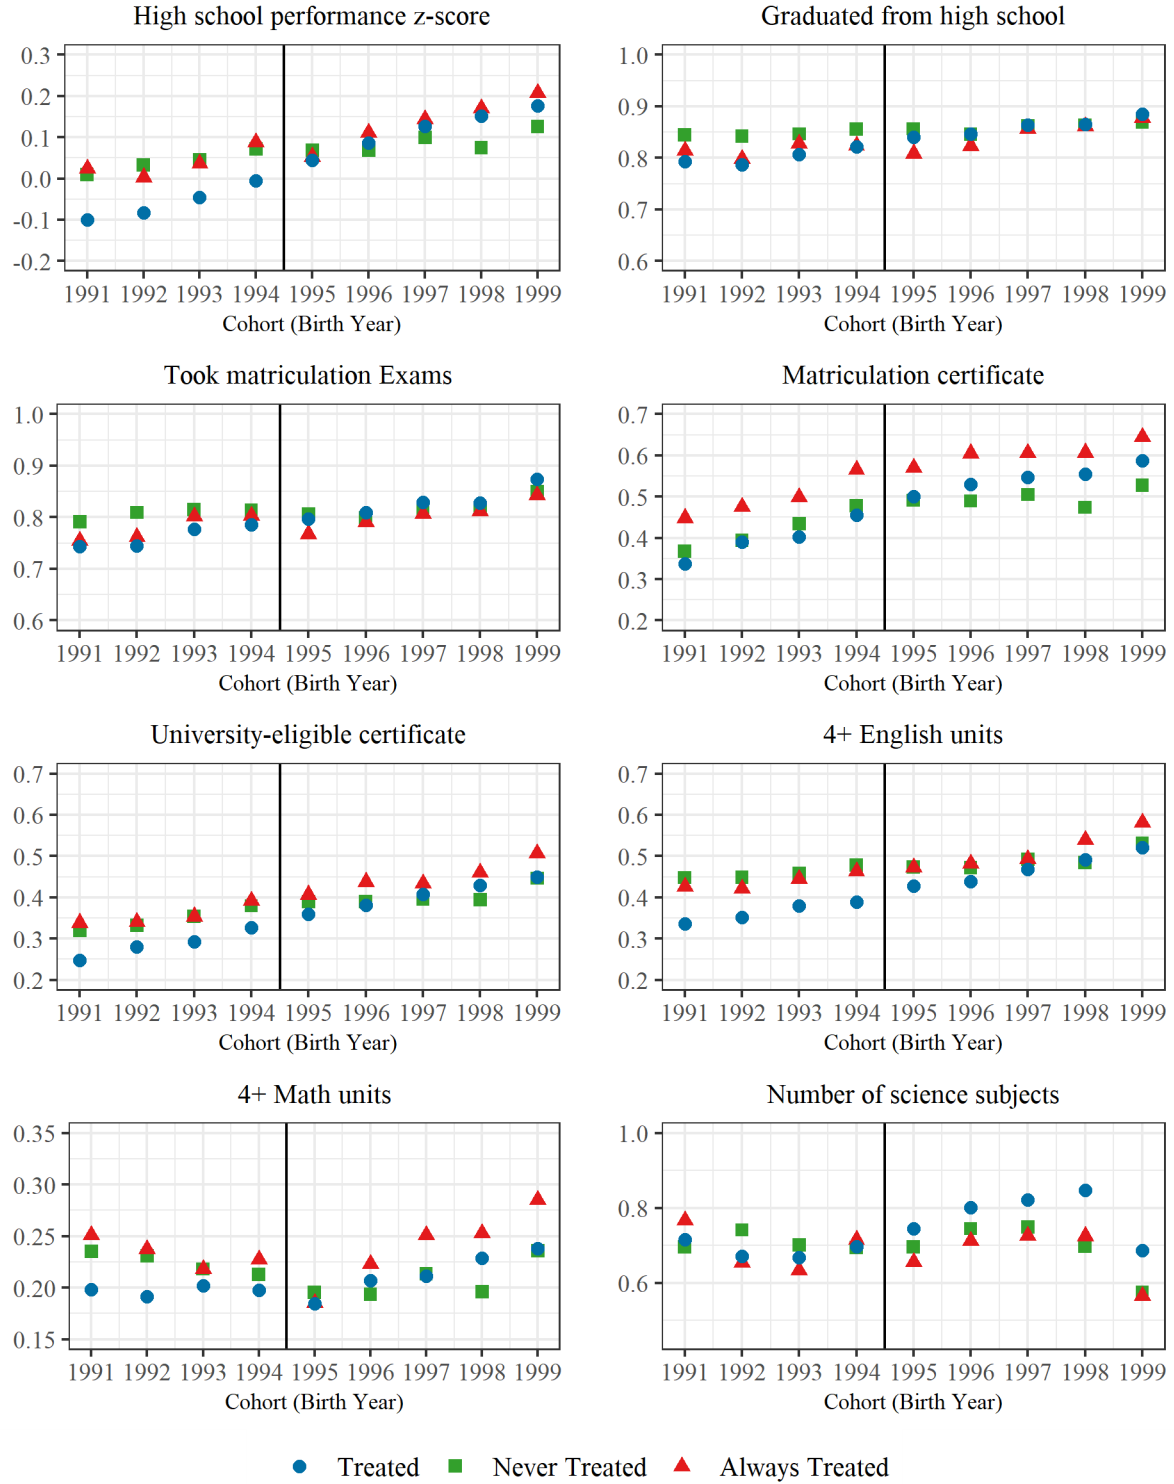 High school performance z-score
0.3
0.2
0.1
0.0
-0.1
-0.2
1991 1992 1993 1994 1995 1996 1997 1998 1999
Cohort (Birth Year)
Graduated from high school
1.0
0.9
0.8
0.7
0.6
1991 1992 1993 1994 1995 1996 1997 1998 1999
Cohort (Birth Year)
Took matriculation Exams
1.0
0.9
0.8
0.7
0.6
1991 1992 1993 1994 1995 1996 1997 1998 1999
Cohort (Birth Year)
Matriculation certificate
0.7
0.6
0.5
0.4
0.3
0.2
1991 1992 1993 1994 1995 1996 1997 1998 1999
Cohort (Birth Year)
University-eligible certificate
0.7
0.6
0.5
0.4
0.3
0.2
1991 1992 1993 1994 1995 1996 1997 1998 1999
Cohort (Birth Year)
4+ English units
0.7
0.6
0.5
0.4
0.3
0.2
1991 1992 1993 1994 1995 1996 1997 1998 1999
Cohort (Birth Year)
4+ Math units
0.35
0.30
0.25
0.20
0.15
1991 1992 1993 1994 1995 1996 1997 1998 1999
Cohort (Birth Year)
Number of science subjects
1.0
0.8
0.6
1991 1992 1993 1994 1995 1996 1997 1998 1999
Cohort (Birth Year)
Treated Never Treated Always Treated